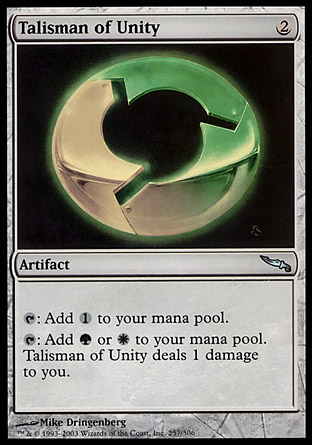 Talisman of Unity 2
Artifact
: Add 1 to your mana pool.
: Add or to your mana pool.
Talisman of Unity deals 1 damage
to you.
Mike Dringenberg
™ & © 1993–2003 Wizards of the Coast, Inc. 257/306